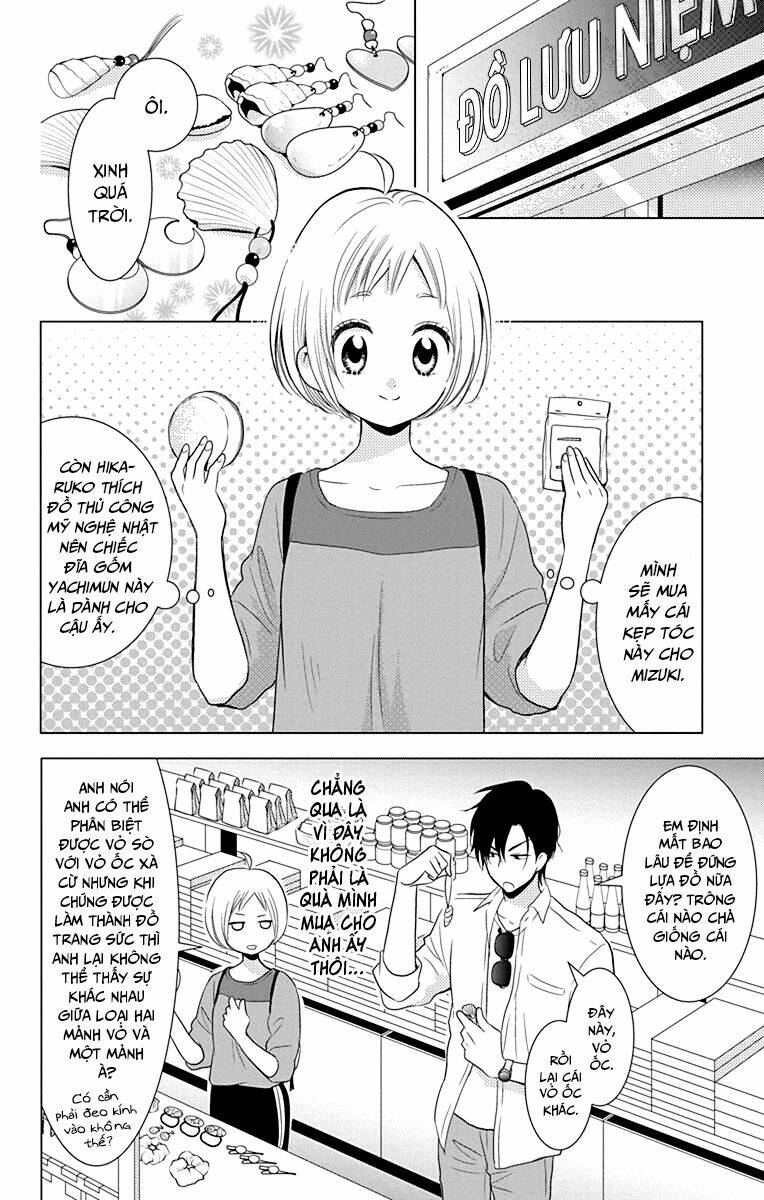 ĐỒ LƯU NIỆM
ÔI.
XINH
QUÁ
TRỜI.
MÌNH
SẼ MUA
MẤY CÁI
KẸP TÓC
NÀY CHO
MIZUKI.
CÒN HIKA-
RUKO THÍCH
ĐỒ THỦ CÔNG
MỸ NGHỆ NHẬT
NÊN CHIẾC
ĐĨA GỐM
YACHIMUN NÀY
LÀ DÀNH CHO
CẬU ẤY.
EM ĐỊNH
MẤT BAO
LÂU ĐỂ ĐỨNG
LỰA ĐỒ NỮA
ĐÂY? TRÔNG
CÁI NÀO CHẢ
GIỐNG CÁI
NÀO.
ĐÂY
NÀY,
VỎ
ỐC.
RỒI
LẠI CÁI
VỎ ỐC
KHÁC.
CHẲNG
QUA LÀ
VÌ ĐÂY
KHÔNG
PHẢI LÀ
QUÀ MÌNH
MUA CHO
ANH ẤY
THÔI...
ANH NÓI
ANH CÓ THỂ
PHÂN BIỆT
ĐƯỢC VỎ SÒ
VỚI VỎ ỐC XÀ
CỪ NHƯNG KHI
CHÚNG ĐƯỢC
LÀM THÀNH ĐỒ
TRANG SỨC THÌ
ANH LẠI KHÔNG
THỂ THẤY SỰ
KHÁC NHAU
GIỮA LOẠI HAI
MẢNH VỎ VÀ
MỘT MẢNH
À?
Có cần
phải đeo kính
vào không
thế?